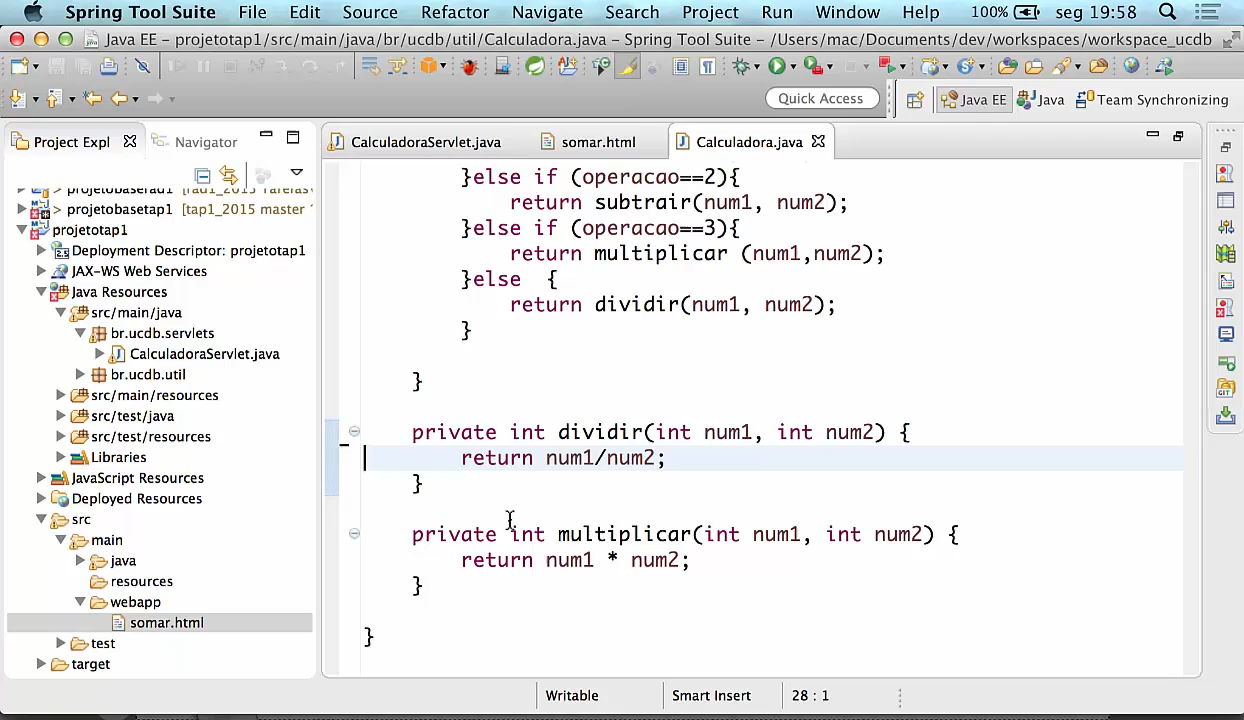 Spring Tool Suite File Edit Source Refactor Navigate Search Project Run Window Help 100% seg 19:58
Java EE – projetotap1/src/main/java/br/ucdb/util/Calculadora.java – Spring Tool Suite – /Users/mac/Documents/dev/workspaces/workspace_ucdb
Quick Access Java EE Java Team Synchronizing
Project Expl Navigator
> projetobaserad1
> projetobasetap1 [tap1_2015 master
projetotap1
Deployment Descriptor: projetotap1
JAX-WS Web Services
Java Resources
src/main/java
br.ucdb.servlets
CalculadoraServlet.java
br.ucdb.util
src/main/resources
src/test/java
src/test/resources
Libraries
JavaScript Resources
Deployed Resources
src
main
java
resources
webapp
somar.html
test
target
CalculadoraServlet.java somar.html Calculadora.java
}else if (operacao==2){
return subtrair(num1, num2);
}else if (operacao==3){
return multiplicar (num1,num2);
}else {
return dividir(num1, num2);
}
}
private int dividir(int num1, int num2) {
return num1/num2;
}
private int multiplicar(int num1, int num2) {
return num1 * num2;
}
}
Writable Smart Insert 28 : 1